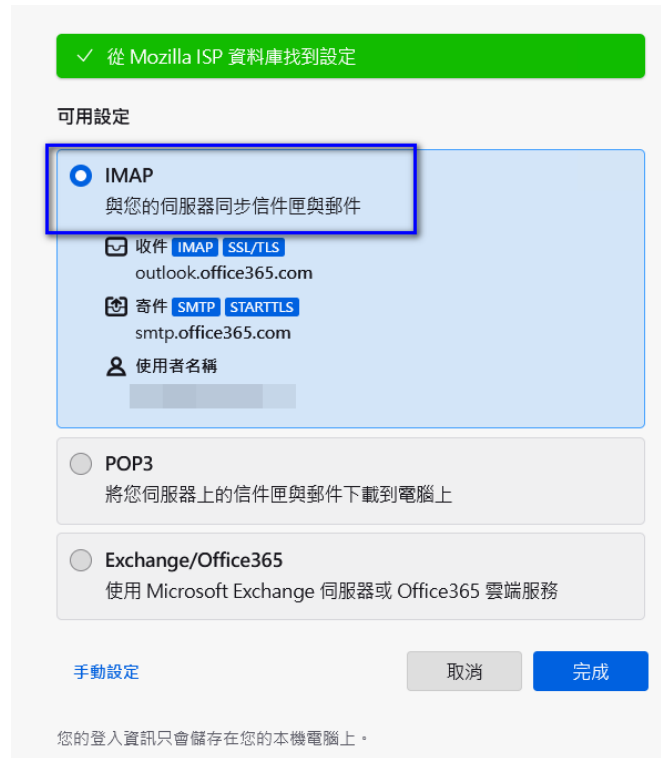 從 Mozilla ISP 資料庫找到設定
可用設定
IMAP
與您的伺服器同步信件匣與郵件
收件 IMAP SSL/TLS
outlook.office365.com
寄件 SMTP STARTTLS
smtp.office365.com
使用者名稱
POP3
將您伺服器上的信件匣與郵件下載到電腦上
Exchange/Office365
使用 Microsoft Exchange 伺服器或 Office365 雲端服務
手動設定 取消 完成
您的登入資訊只會儲存在您的本機電腦上。